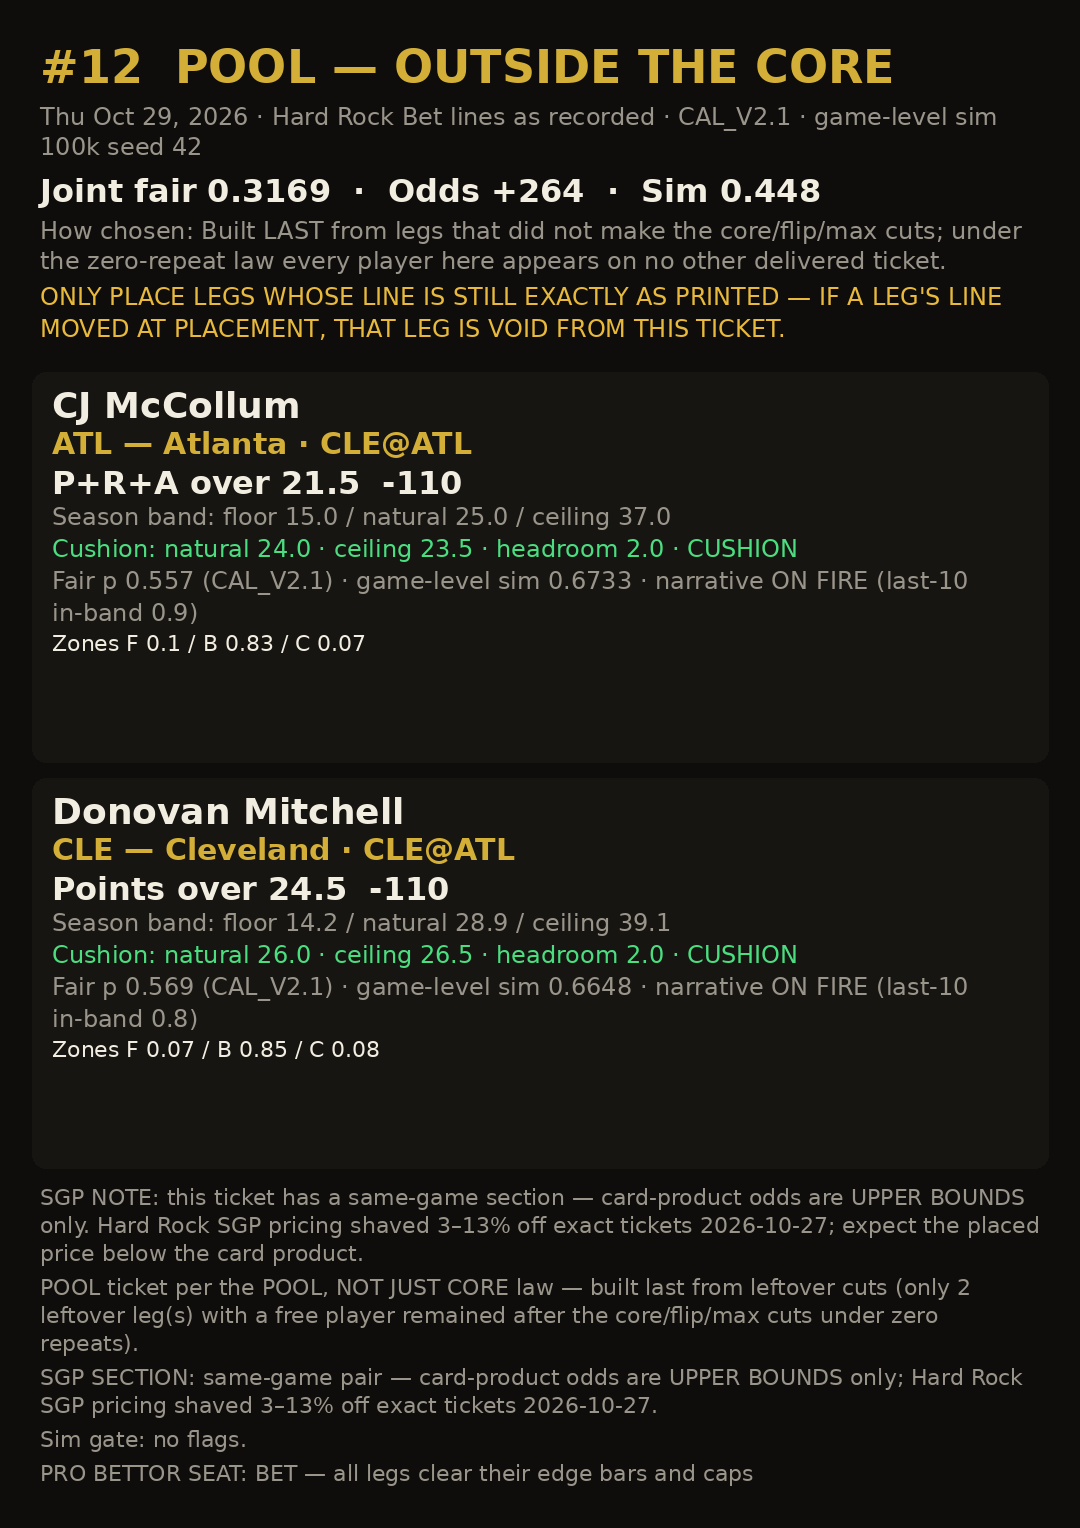 #12  POOL — OUTSIDE THE CORE
Thu Oct 29, 2026 · Hard Rock Bet lines as recorded · CAL_V2.1 · game-level sim
100k seed 42
Joint fair 0.3169  ·  Odds +264  ·  Sim 0.448
How chosen: Built LAST from legs that did not make the core/flip/max cuts; under
the zero-repeat law every player here appears on no other delivered ticket.
ONLY PLACE LEGS WHOSE LINE IS STILL EXACTLY AS PRINTED — IF A LEG'S LINE
MOVED AT PLACEMENT, THAT LEG IS VOID FROM THIS TICKET.
CJ McCollum
ATL — Atlanta · CLE@ATL
P+R+A over 21.5  -110
Season band: floor 15.0 / natural 25.0 / ceiling 37.0
Cushion: natural 24.0 · ceiling 23.5 · headroom 2.0 · CUSHION
Fair p 0.557 (CAL_V2.1) · game-level sim 0.6733 · narrative ON FIRE (last-10
in-band 0.9)
Zones F 0.1 / B 0.83 / C 0.07
Donovan Mitchell
CLE — Cleveland · CLE@ATL
Points over 24.5  -110
Season band: floor 14.2 / natural 28.9 / ceiling 39.1
Cushion: natural 26.0 · ceiling 26.5 · headroom 2.0 · CUSHION
Fair p 0.569 (CAL_V2.1) · game-level sim 0.6648 · narrative ON FIRE (last-10
in-band 0.8)
Zones F 0.07 / B 0.85 / C 0.08
SGP NOTE: this ticket has a same-game section — card-product odds are UPPER BOUNDS
only. Hard Rock SGP pricing shaved 3–13% off exact tickets 2026-10-27; expect the placed
price below the card product.
POOL ticket per the POOL, NOT JUST CORE law — built last from leftover cuts (only 2
leftover leg(s) with a free player remained after the core/flip/max cuts under zero
repeats).
SGP SECTION: same-game pair — card-product odds are UPPER BOUNDS only; Hard Rock
SGP pricing shaved 3–13% off exact tickets 2026-10-27.
Sim gate: no flags.
PRO BETTOR SEAT: BET — all legs clear their edge bars and caps